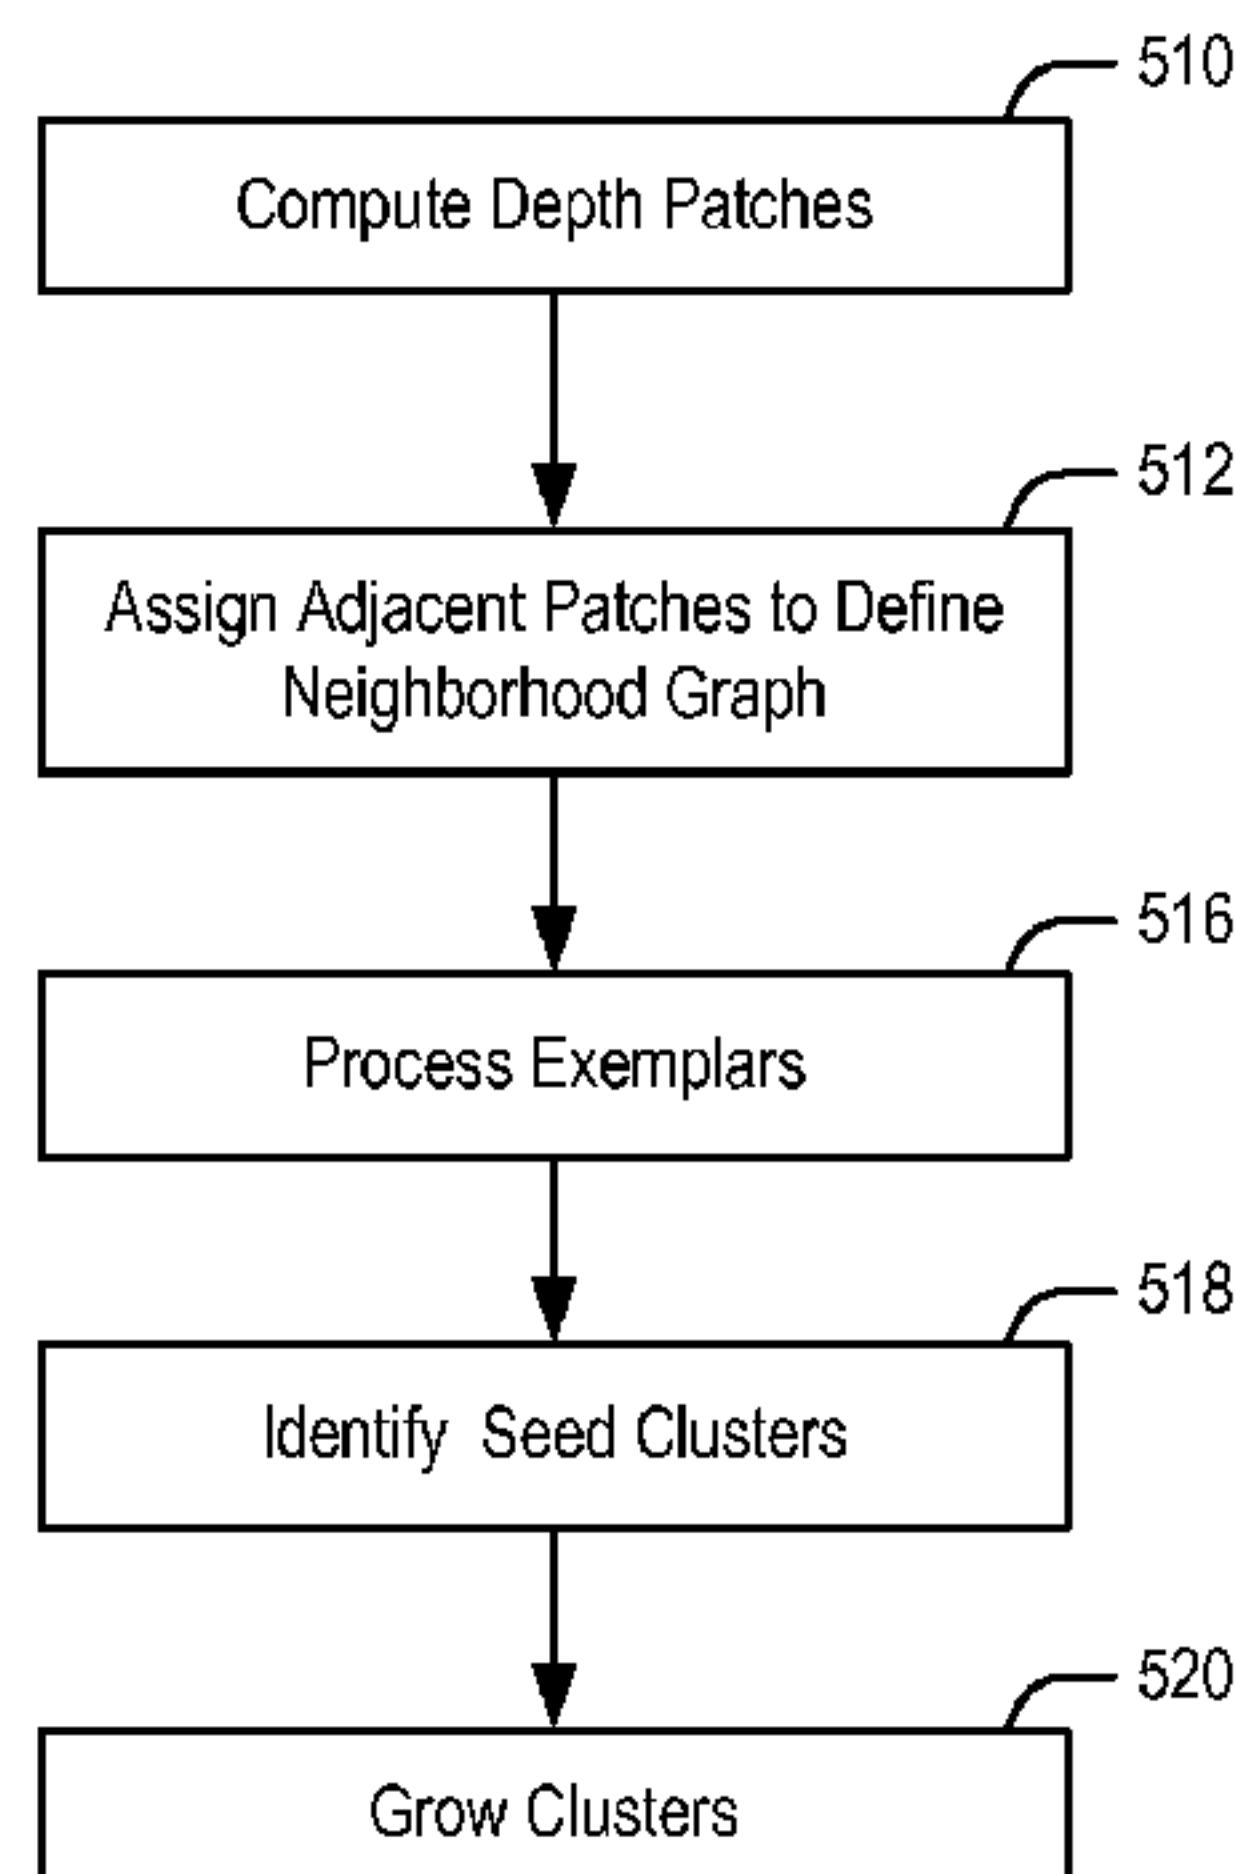 510
Compute Depth Patches
512
Assign Adjacent Patches to Define
Neighborhood Graph
516
Process Exemplars
518
Identify Seed Clusters
520
Grow Clusters